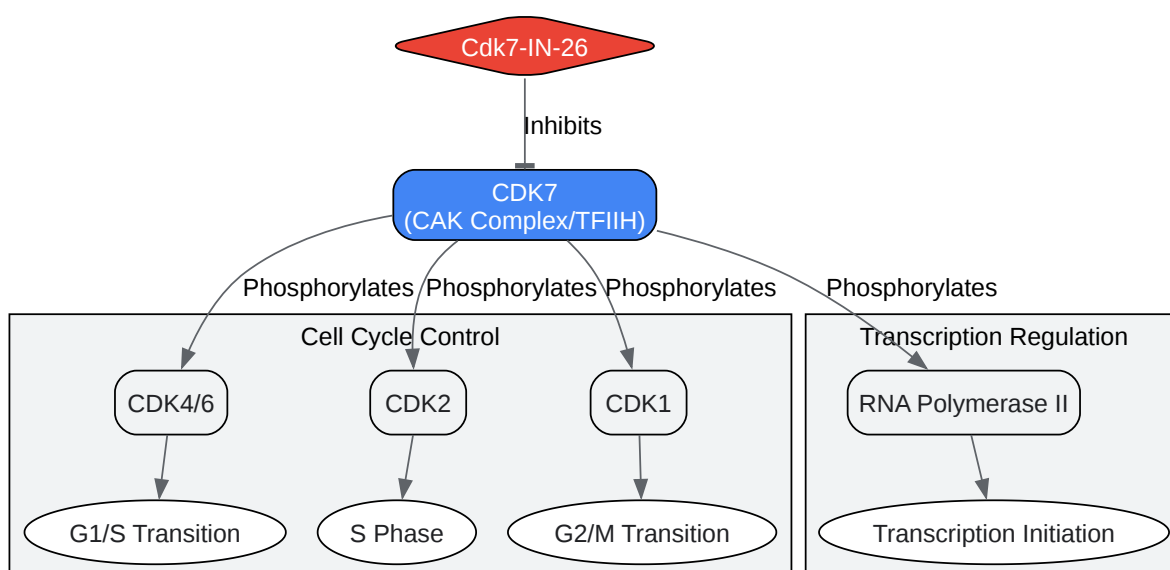 Cdk7-IN-26
Inhibits
CDK7
(CAK Complex/TFIIH)
Phosphorylates
Phosphorylates
Phosphorylates
Phosphorylates
Cell Cycle Control
Transcription Regulation
CDK4/6
CDK2
CDK1
RNA Polymerase II
G1/S Transition
S Phase
G2/M Transition
Transcription Initiation